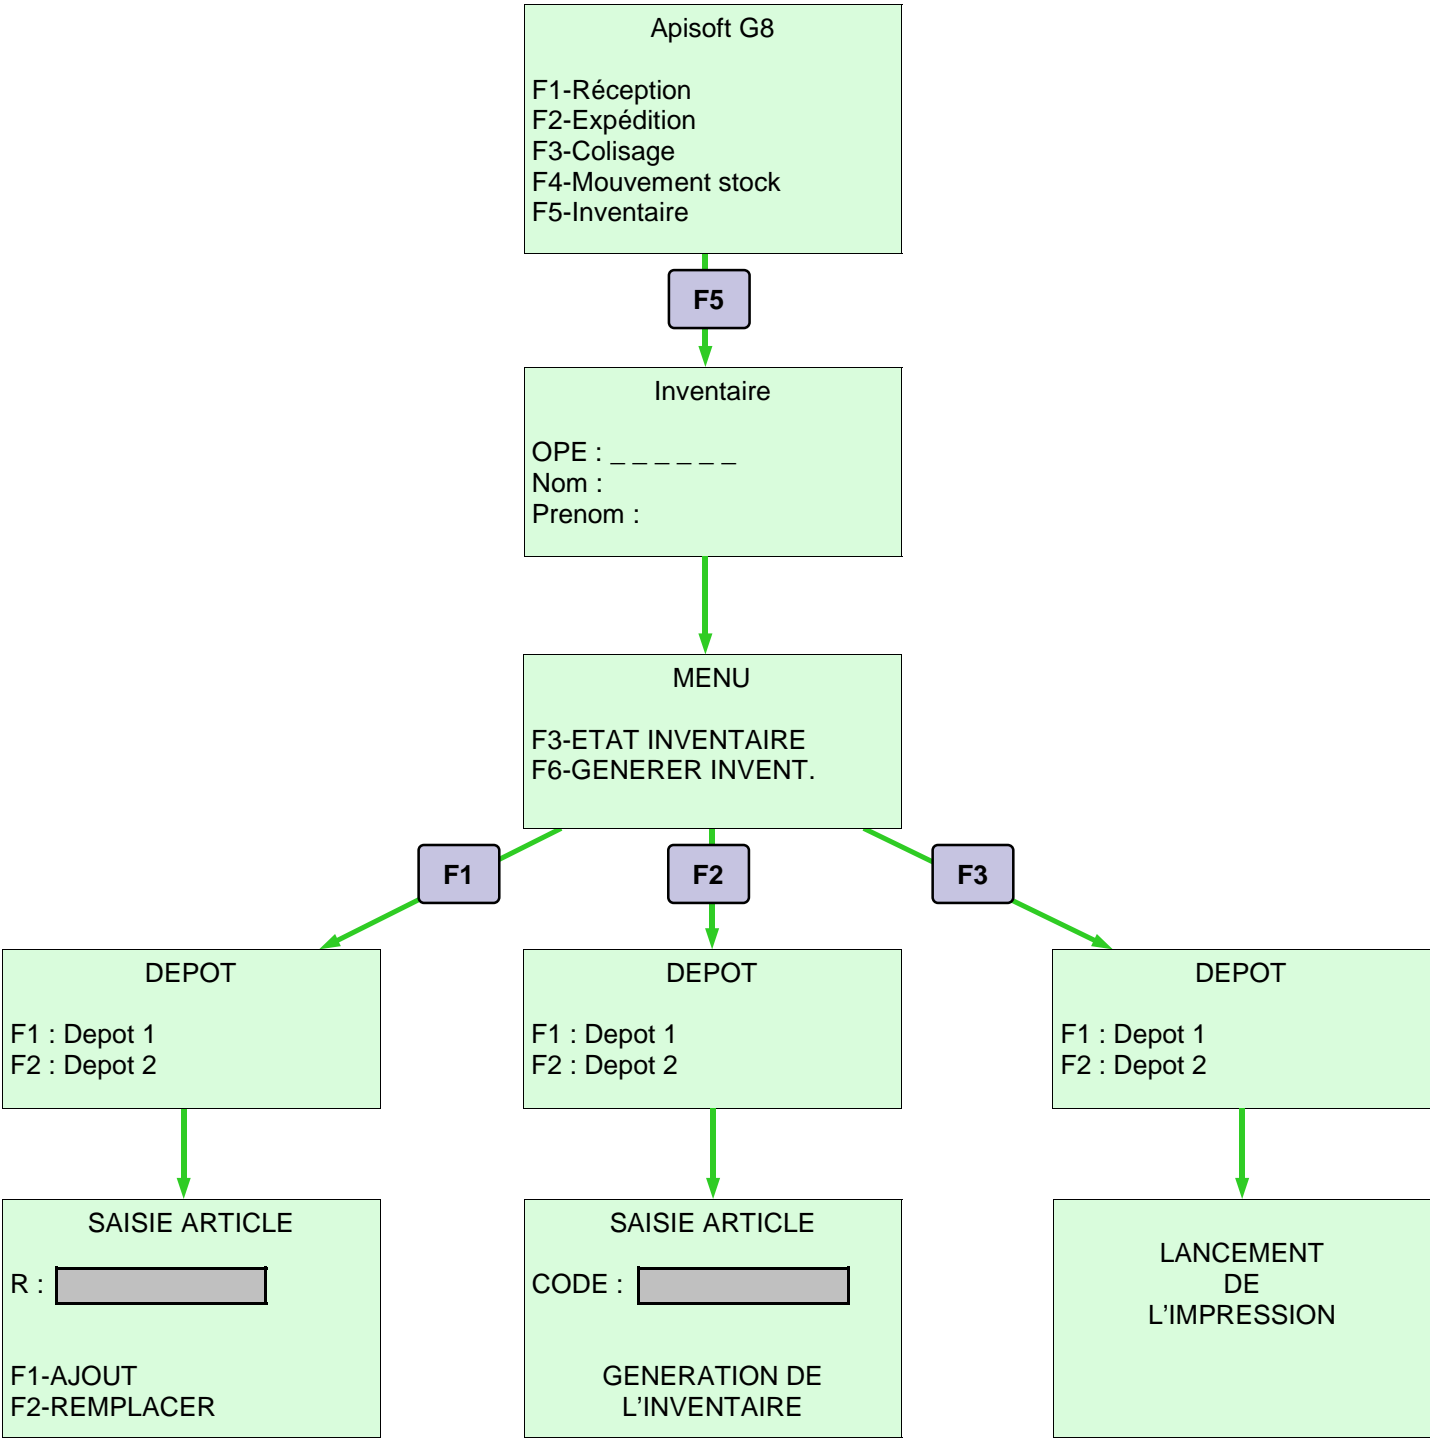 Apisoft G8
F1-Réception
F2-Expédition
F3-Colisage
F4-Mouvement stock
F5-Inventaire
F5
Inventaire
OPE : _ _ _ _ _ _
Nom :
Prenom :
MENU
F3-ETAT INVENTAIRE
F6-GENERER INVENT.
F1
F2
F3
DEPOT
F1 : Depot 1
F2 : Depot 2
DEPOT
F1 : Depot 1
F2 : Depot 2
DEPOT
F1 : Depot 1
F2 : Depot 2
SAISIE ARTICLE
R :
F1-AJOUT
F2-REMPLACER
SAISIE ARTICLE
CODE :
GENERATION DE
L'INVENTAIRE
LANCEMENT
DE
L'IMPRESSION